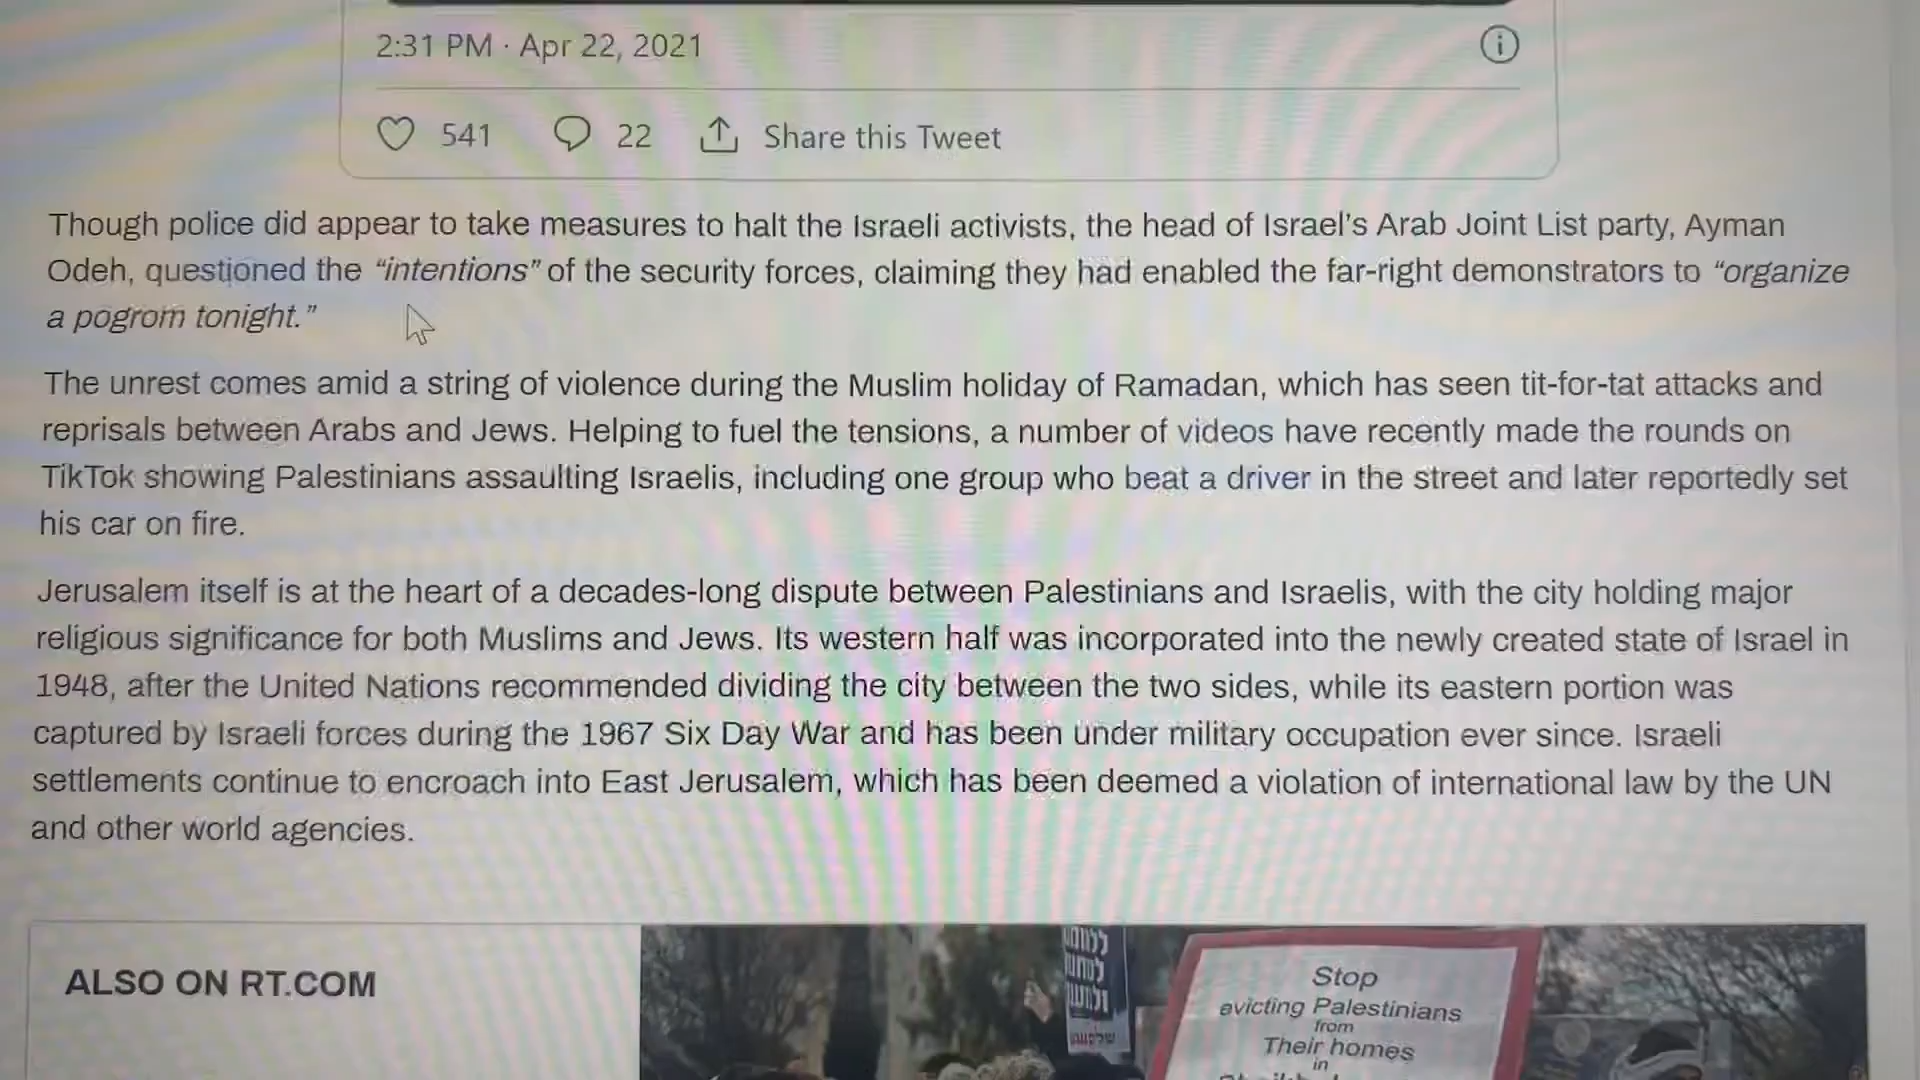 2:31 PM · Apr 22, 2021
541 22 Share this Tweet
Though police did appear to take measures to halt the Israeli activists, the head of Israel's Arab Joint List party, Ayman
Odeh, questioned the “intentions” of the security forces, claiming they had enabled the far-right demonstrators to “organize
a pogrom tonight.”
The unrest comes amid a string of violence during the Muslim holiday of Ramadan, which has seen tit-for-tat attacks and
reprisals between Arabs and Jews. Helping to fuel the tensions, a number of videos have recently made the rounds on
TikTok showing Palestinians assaulting Israelis, including one group who beat a driver in the street and later reportedly set
his car on fire.
Jerusalem itself is at the heart of a decades-long dispute between Palestinians and Israelis, with the city holding major
religious significance for both Muslims and Jews. Its western half was incorporated into the newly created state of Israel in
1948, after the United Nations recommended dividing the city between the two sides, while its eastern portion was
captured by Israeli forces during the 1967 Six Day War and has been under military occupation ever since. Israeli
settlements continue to encroach into East Jerusalem, which has been deemed a violation of international law by the UN
and other world agencies.
ALSO ON RT.COM
Stop
evicting Palestinians
from
Their homes
in